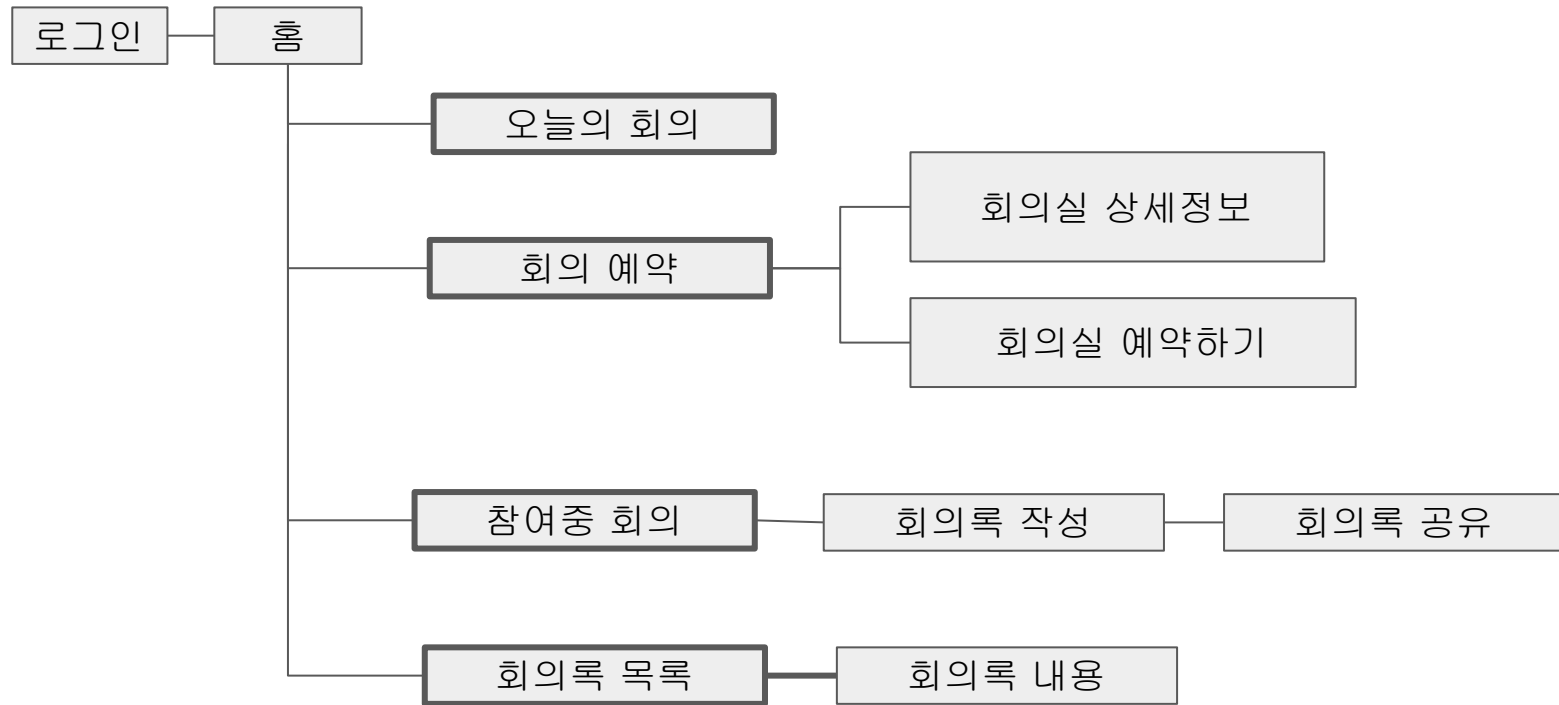 로그인
홈
오늘의 회의
회의실 상세정보
회의 예약
회의실 예약하기
참여중 회의
회의록 작성
회의록 공유
회의록 목록
회의록 내용